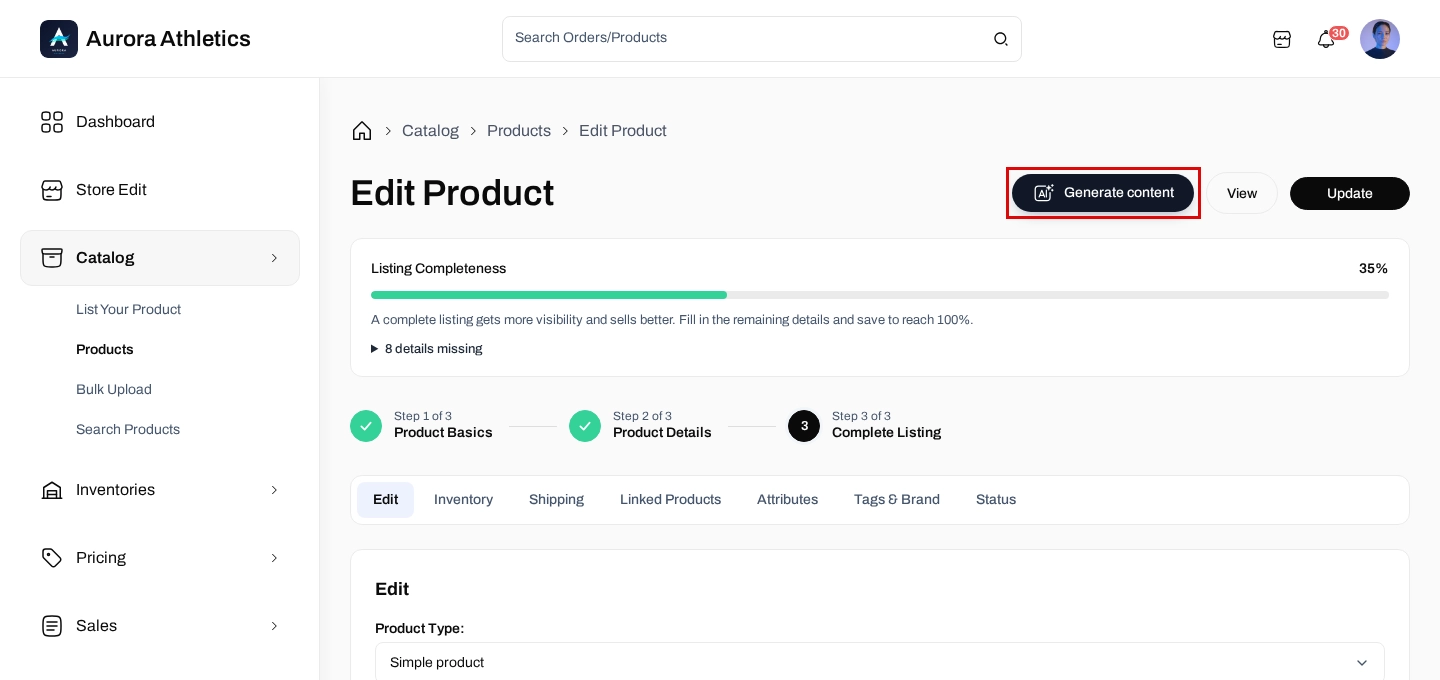 Aurora Athletics
Search Orders/Products
30
Dashboard
Store Edit
Catalog
List Your Product
Products
Bulk Upload
Search Products
Inventories
Pricing
Sales
Catalog
Products
Edit Product
Edit Product
Generate content
View
Update
Listing Completeness
35%
A complete listing gets more visibility and sells better. Fill in the remaining details and save to reach 100%.
8 details missing
Step 1 of 3
Product Basics
Step 2 of 3
Product Details
3
Step 3 of 3
Complete Listing
Edit
Inventory
Shipping
Linked Products
Attributes
Tags & Brand
Status
Edit
Product Type:
Simple product